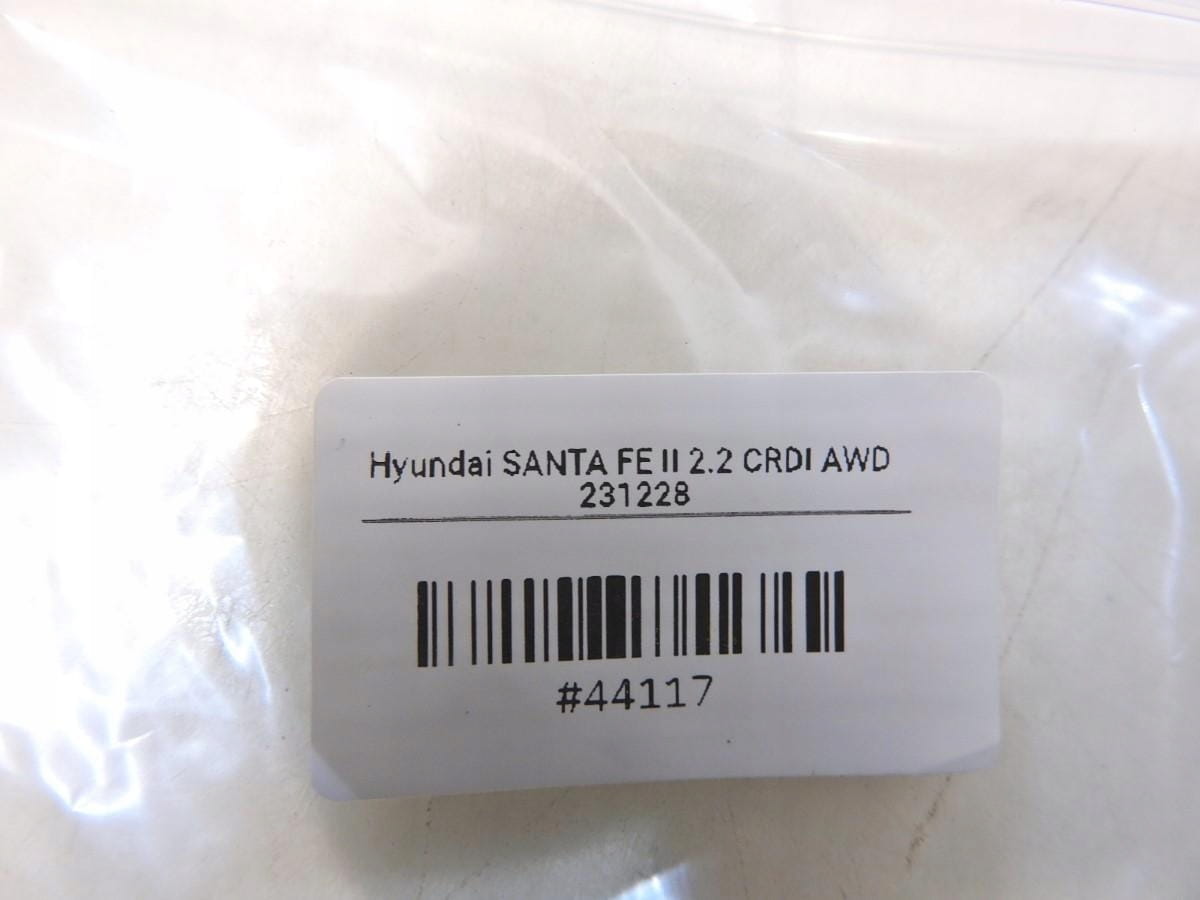 Hyundai SANTA FE II 2.2 CRDI AWD
231228
#44117